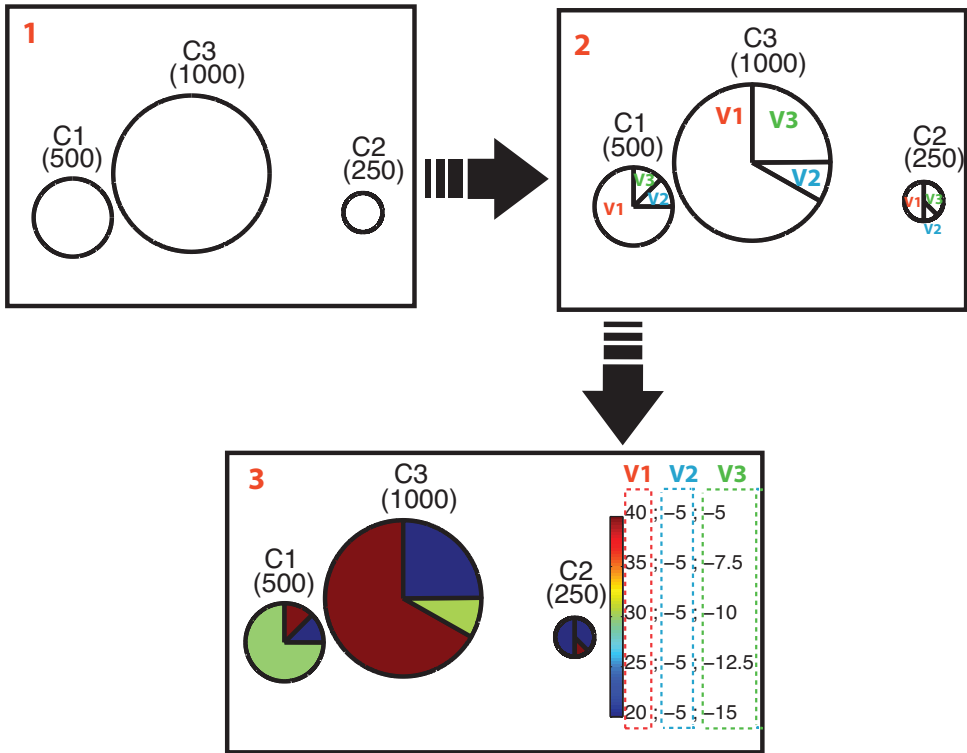 1
C3
(1000)
C1
(500)
C2
(250)
2
C3
(1000)
V1
V3
V2
C1
(500)
V3
V1
V2
C2
(250)
V1
V3
V2
3
C3
(1000)
C1
(500)
C2
(250)
V1 V2 V3
40 ; −5 ; −5
35 ; −5 ; −7.5
30 ; −5 ; −10
25 ; −5 ; −12.5
20 ; −5 ; −15